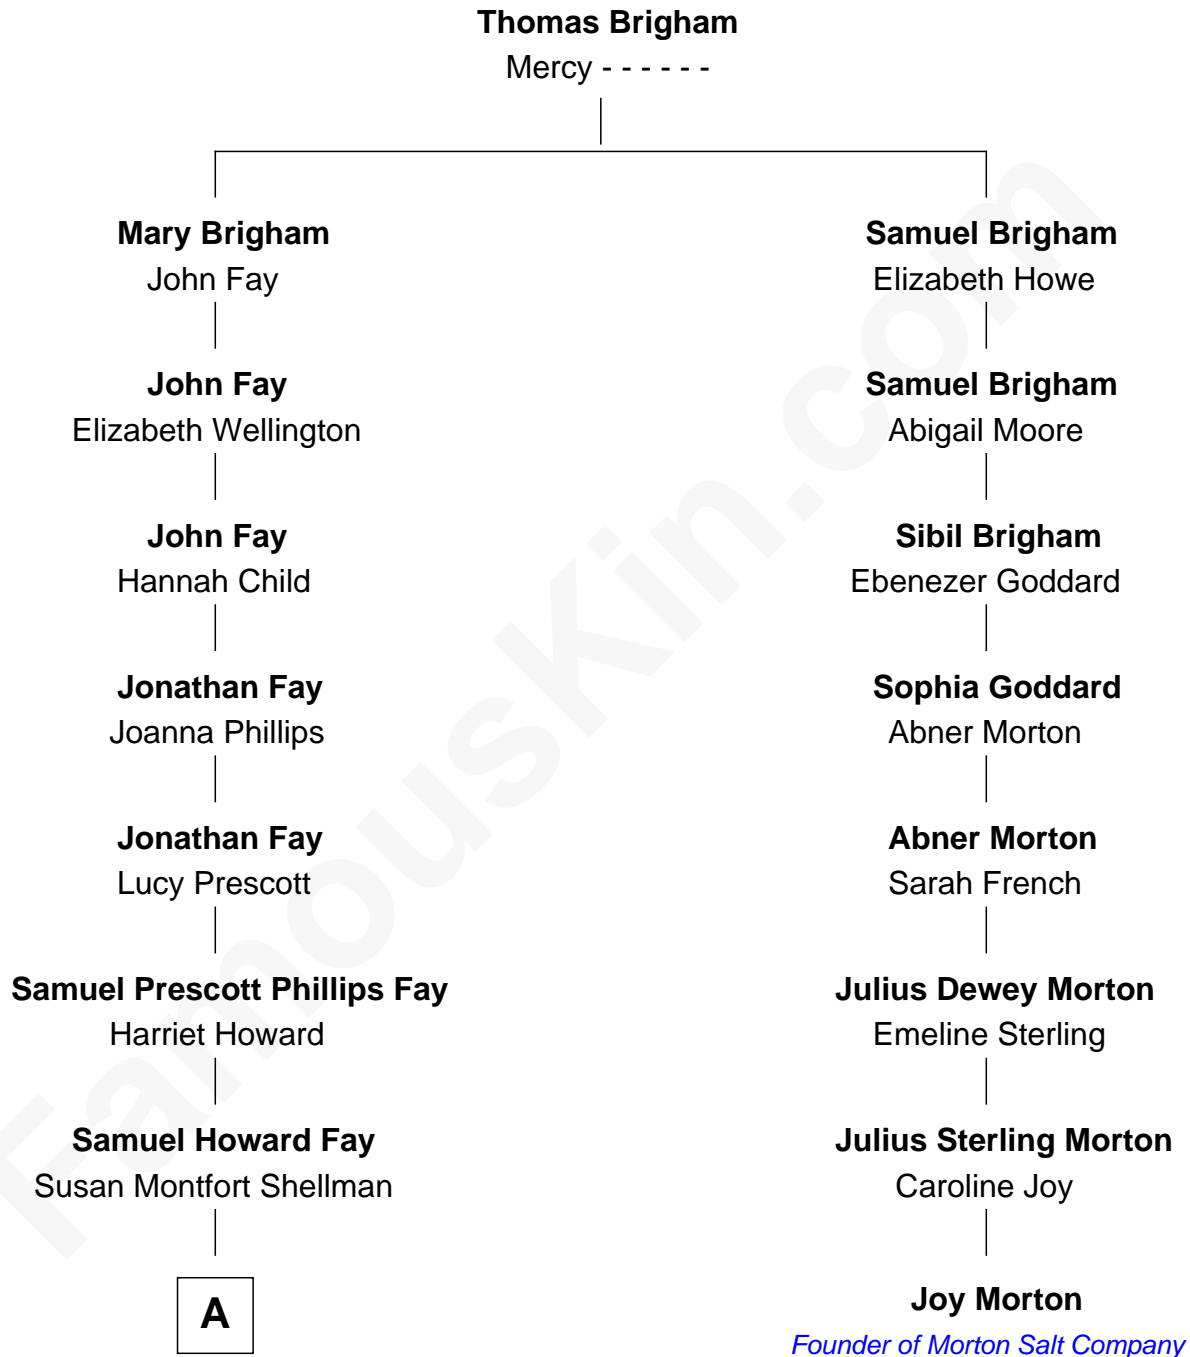 Thomas Brigham
Mercy - - - - - -
Mary Brigham
John Fay
Samuel Brigham
Elizabeth Howe
John Fay
Elizabeth Wellington
Samuel Brigham
Abigail Moore
John Fay
Hannah Child
Sibil Brigham
Ebenezer Goddard
Jonathan Fay
Joanna Phillips
Sophia Goddard
Abner Morton
Jonathan Fay
Lucy Prescott
Abner Morton
Sarah French
Samuel Prescott Phillips Fay
Harriet Howard
Julius Dewey Morton
Emeline Sterling
Samuel Howard Fay
Susan Montfort Shellman
Julius Sterling Morton
Caroline Joy
A
Joy Morton
Founder of Morton Salt Company
FamousKin.com